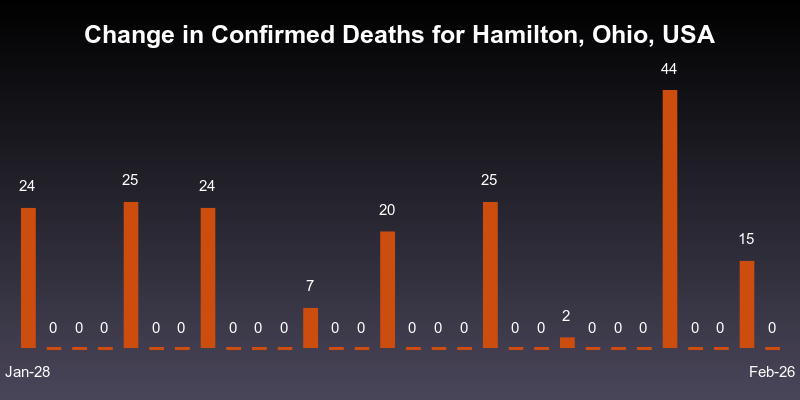 Change in Confirmed Deaths for Hamilton, Ohio, USA
24 0 0 0 25 0 0 24 0 0 0 7 0 0 20 0 0 0 25 0 0 2 0 0 0 44 0 0 15 0
Jan-28 Feb-26